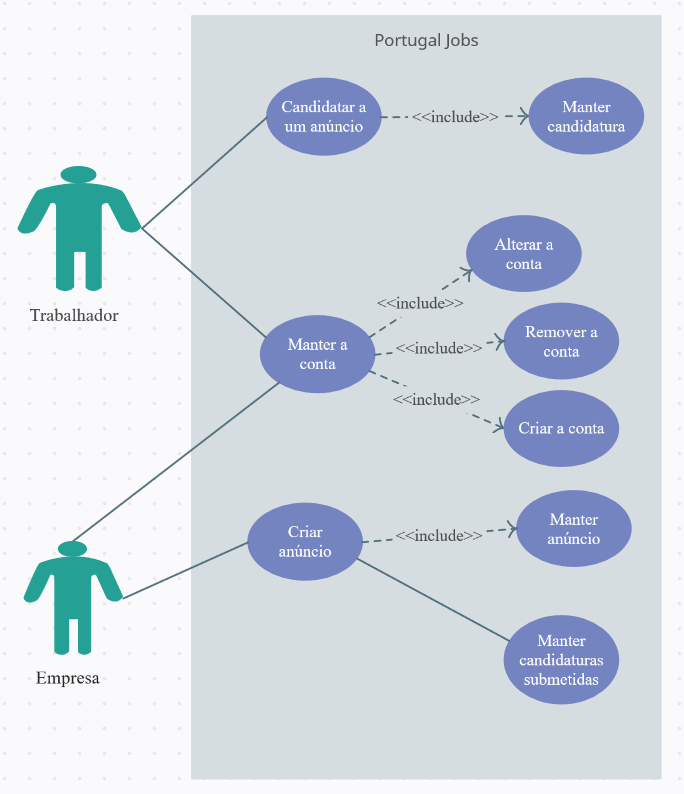 Portugal Jobs
Candidatar a
um anúncio
<<include>>
Manter
candidatura
Trabalhador
Alterar a
conta
<<include>>
Manter a
conta
<<include>>
Remover a
conta
<<include>>
Criar a conta
Criar
anúncio
<<include>>
Manter
anúncio
Empresa
Manter
candidaturas
submetidas